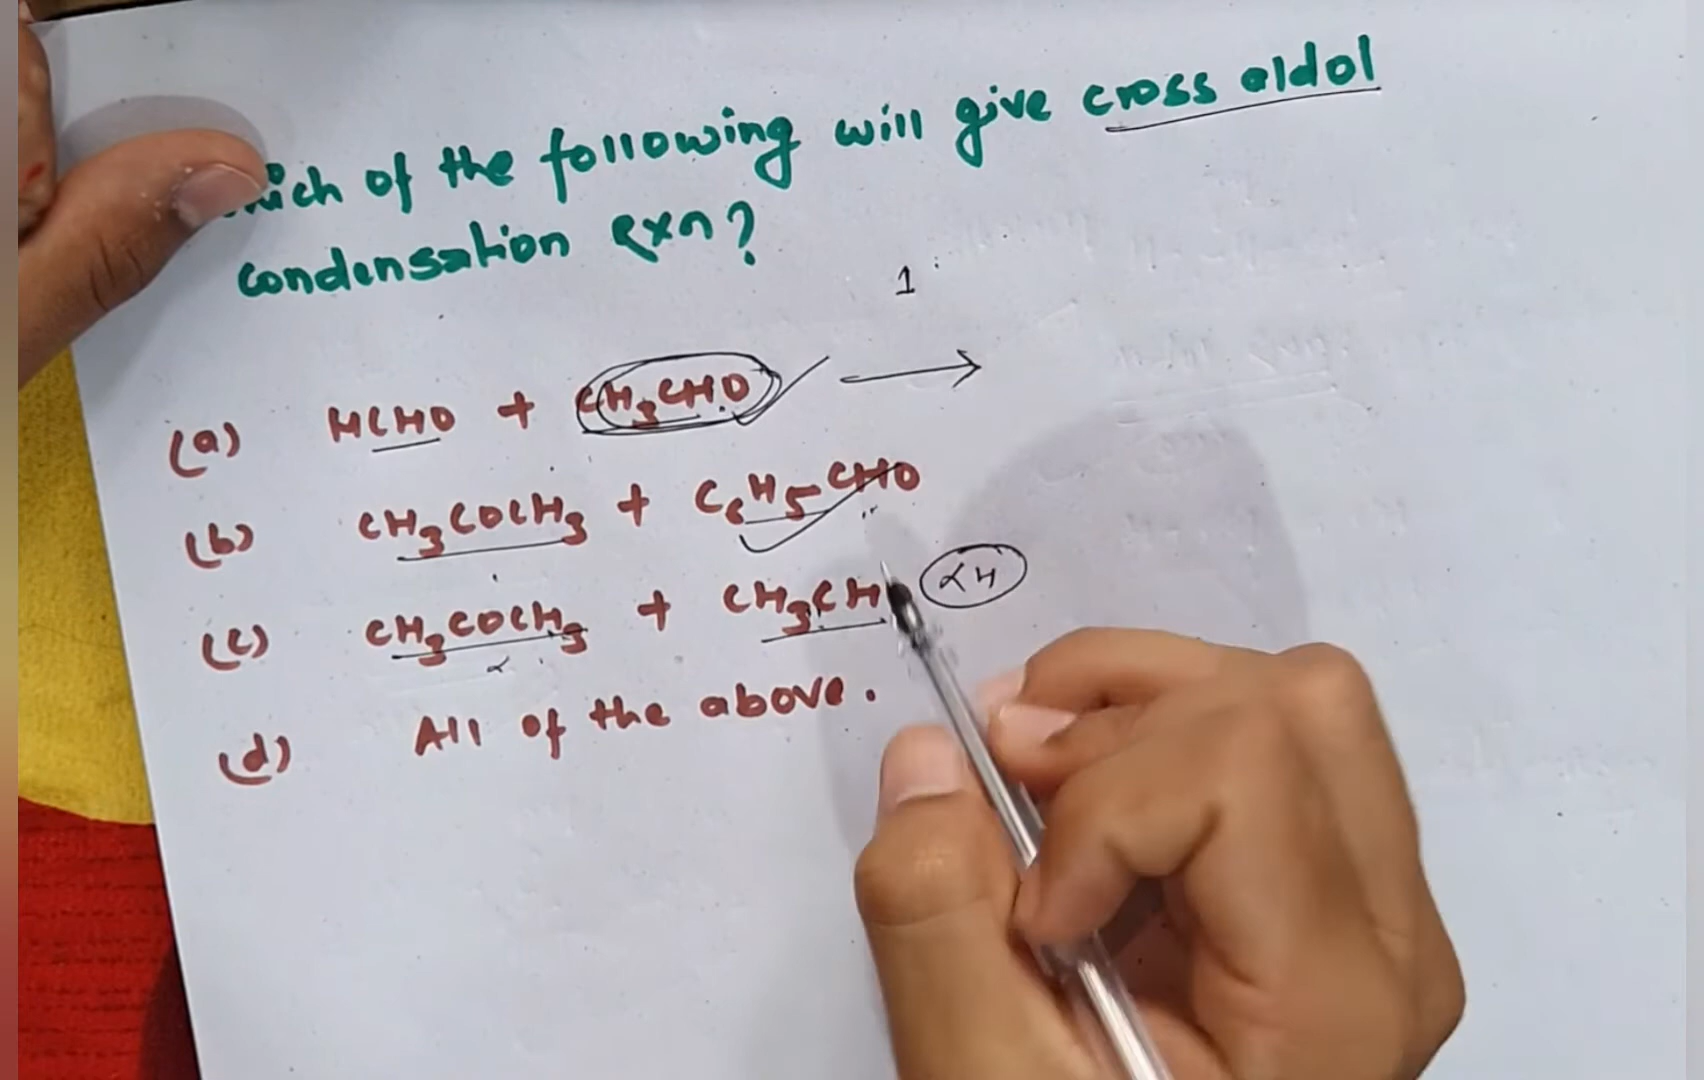 of the following will give cross aldol
condensation Rxn?
1
(a) HCHO + CH3CHO →
(b) CH3COCH3 + C6H5CHO
αH
(c) CH3COCH3 + CH3CH
α
(d) All of the above.